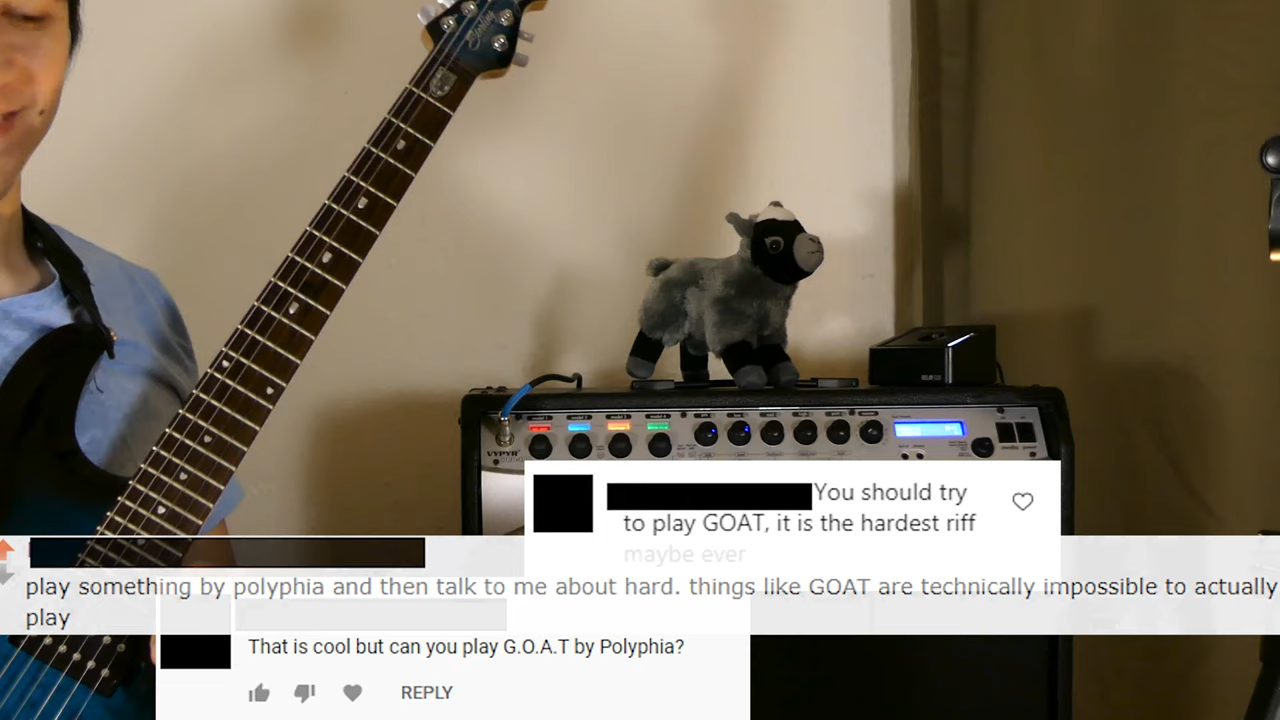 Sterling
VYPYR
You should try
to play GOAT, it is the hardest riff
maybe ever
play something by polyphia and then talk to me about hard. things like GOAT are technically impossible to actually
play
That is cool but can you play G.O.A.T by Polyphia?
REPLY